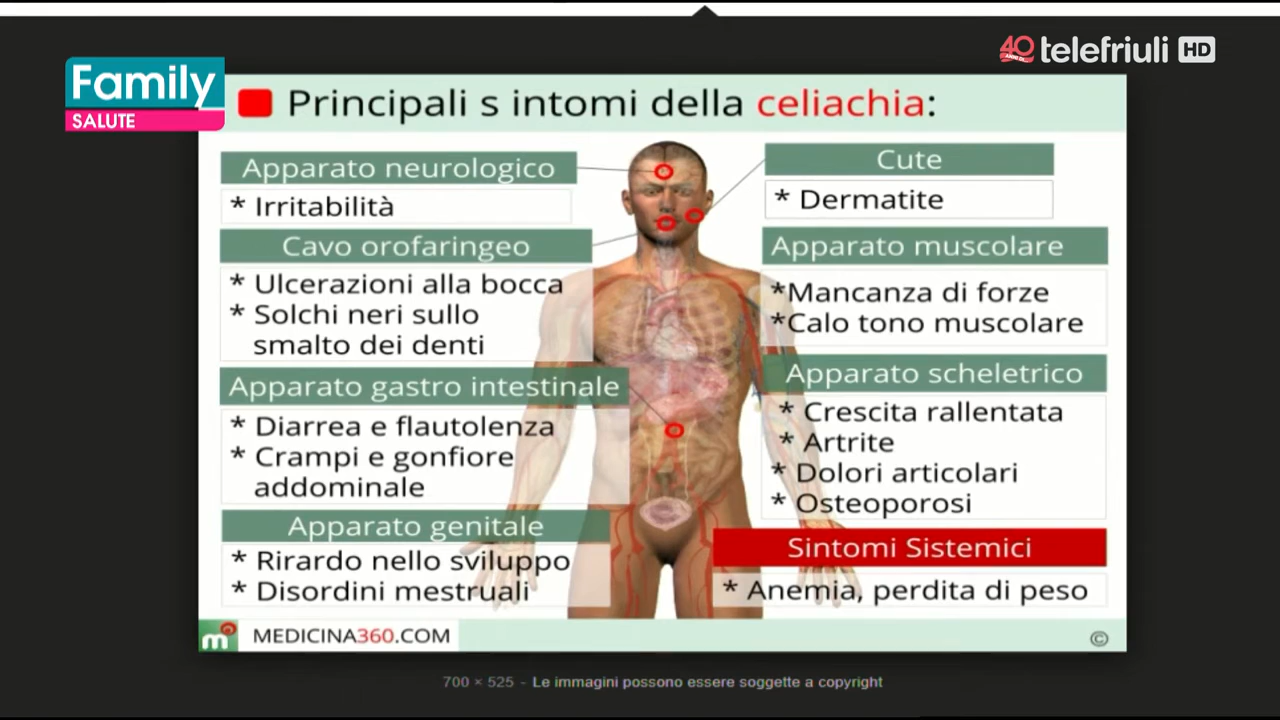 Family
SALUTE
40 ANNI DI
telefriuli HD
Principali s intomi della celiachia:
Apparato neurologico
* Irritabilità
Cavo orofaringeo
* Ulcerazioni alla bocca
* Solchi neri sullo
smalto dei denti
Apparato gastro intestinale
* Diarrea e flautolenza
* Crampi e gonfiore
addominale
Apparato genitale
* Rirardo nello sviluppo
* Disordini mestruali
Cute
* Dermatite
Apparato muscolare
*Mancanza di forze
*Calo tono muscolare
Apparato scheletrico
* Crescita rallentata
* Artrite
* Dolori articolari
* Osteoporosi
Sintomi Sistemici
* Anemia, perdita di peso
m
MEDICINA360.COM
©
700 × 525 - Le immagini possono essere soggette a copyright